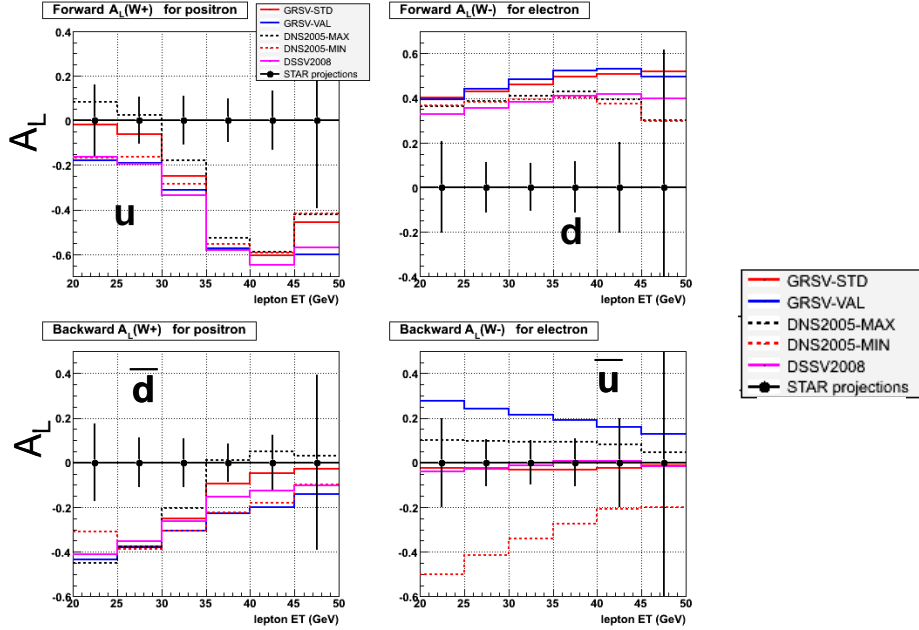 Forward A_L(W+) for positron
GRSV-STD
GRSV-VAL
DNS2005-MAX
DNS2005-MIN
DSSV2008
STAR projections
A_L
0.4
0.2
0
-0.2
-0.4
-0.6
u
20 25 30 35 40 45 50
lepton ET (GeV)
Forward A_L(W-) for electron
0.6
0.4
0.2
0
-0.2
-0.4
d
20 25 30 35 40 45 50
lepton ET (GeV)
Backward A_L(W+) for positron
A_L
0.4
0.2
0
-0.2
-0.4
-0.6
d̅
20 25 30 35 40 45 50
lepton ET (GeV)
Backward A_L(W-) for electron
0.4
0.2
0
-0.2
-0.4
-0.6
u̅
20 25 30 35 40 45 50
lepton ET (GeV)
GRSV-STD
GRSV-VAL
DNS2005-MAX
DNS2005-MIN
DSSV2008
STAR projections